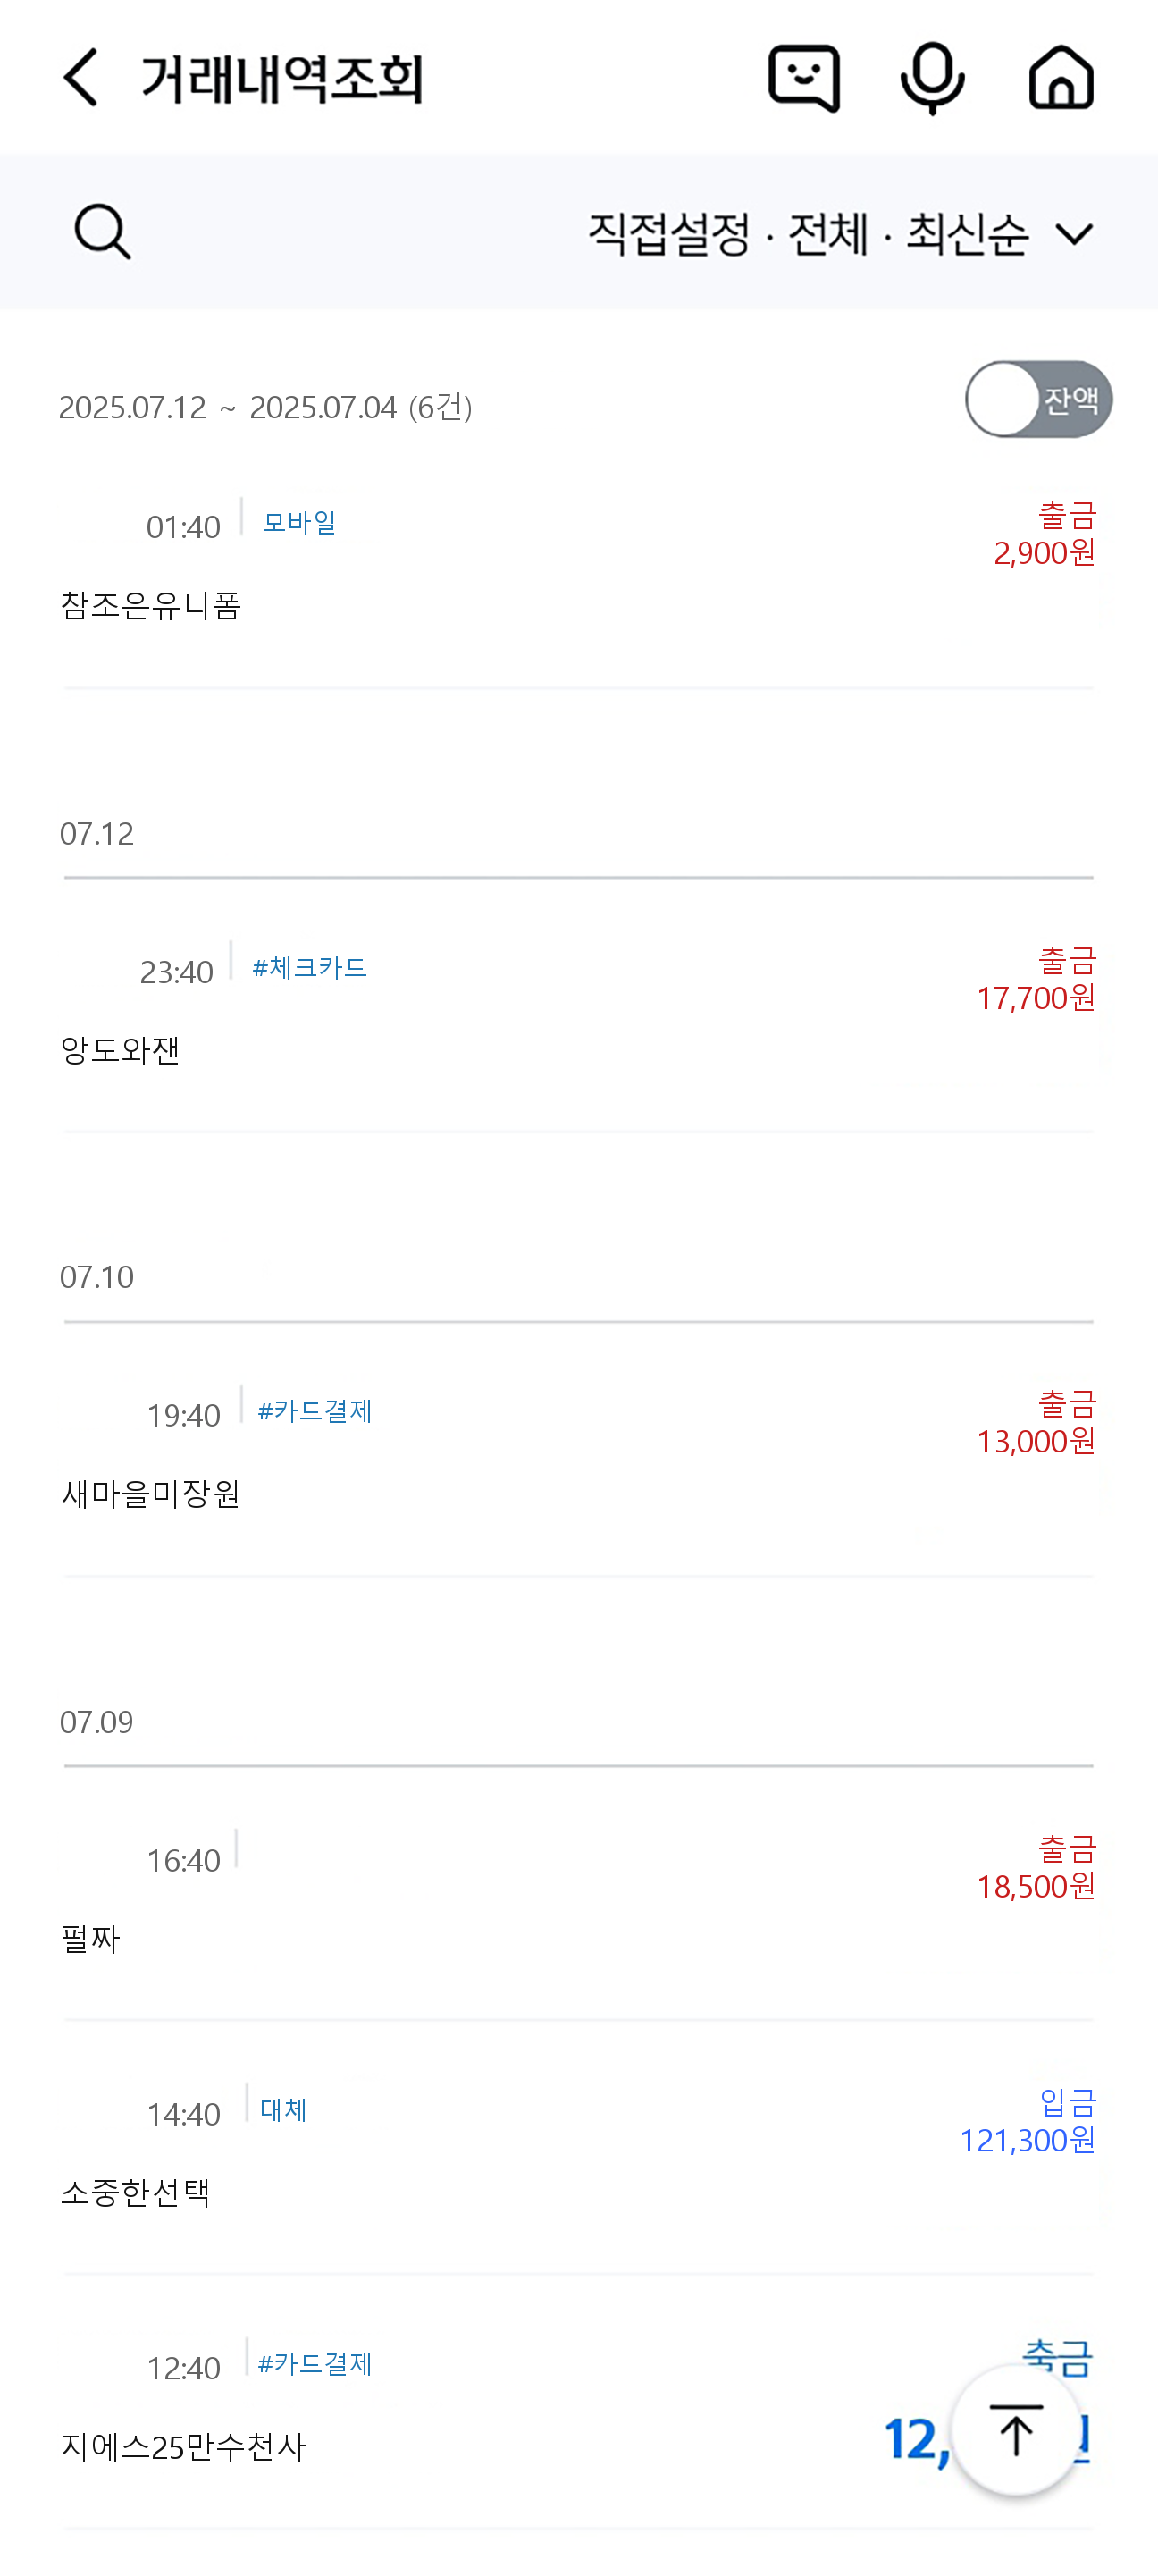 거래내역조회
직접설정 · 전체 · 최신순
2025.07.12 ~ 2025.07.04 (6건)
잔액
01:40 모바일
출금
2,900원
참조은유니폼
07.12
23:40 #체크카드
출금
17,700원
앙도와잰
07.10
19:40 #카드결제
출금
13,000원
새마을미장원
07.09
16:40
출금
18,500원
펄짜
14:40 대체
입금
121,300원
소중한선택
12:40 #카드결제
12,
지에스25만수천사